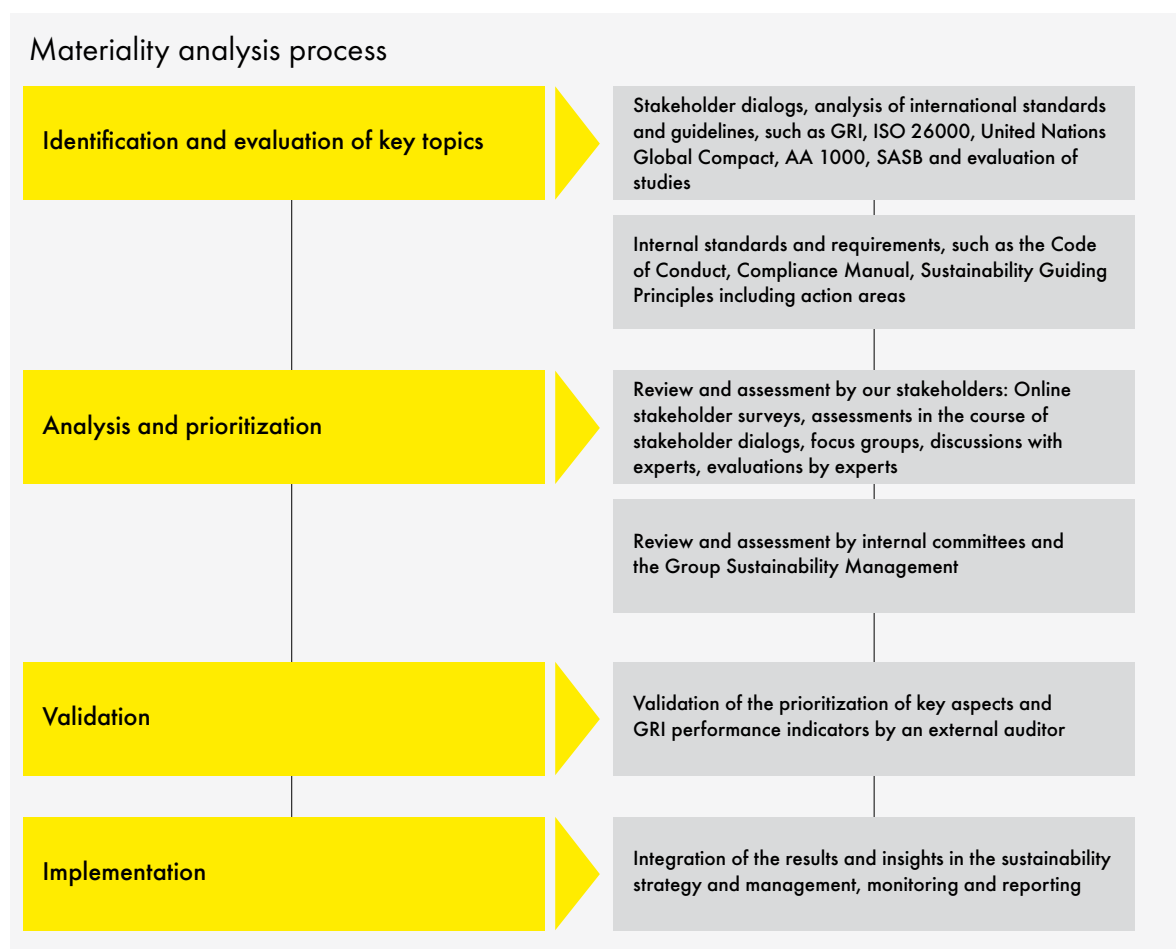 Materiality analysis process
Identification and evaluation of key topics
Stakeholder dialogs, analysis of international standards
and guidelines, such as GRI, ISO 26000, United Nations
Global Compact, AA 1000, SASB and evaluation of
studies
Internal standards and requirements, such as the Code
of Conduct, Compliance Manual, Sustainability Guiding
Principles including action areas
Analysis and prioritization
Review and assessment by our stakeholders: Online
stakeholder surveys, assessments in the course of
stakeholder dialogs, focus groups, discussions with
experts, evaluations by experts
Review and assessment by internal committees and
the Group Sustainability Management
Validation
Validation of the prioritization of key aspects and
GRI performance indicators by an external auditor
Implementation
Integration of the results and insights in the sustainability
strategy and management, monitoring and reporting